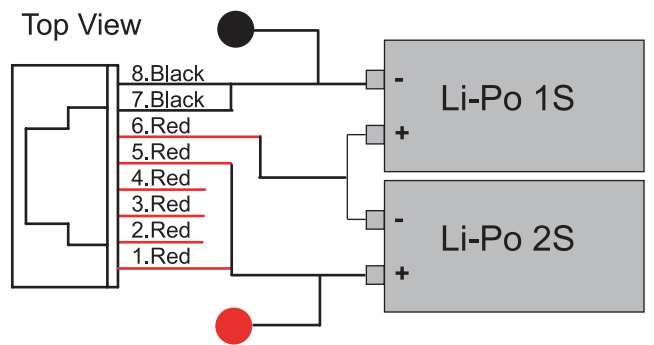 Top View
8.Black
7.Black
6.Red
5.Red
4.Red
3.Red
2.Red
1.Red
-
Li-Po 1S
+
-
Li-Po 2S
+